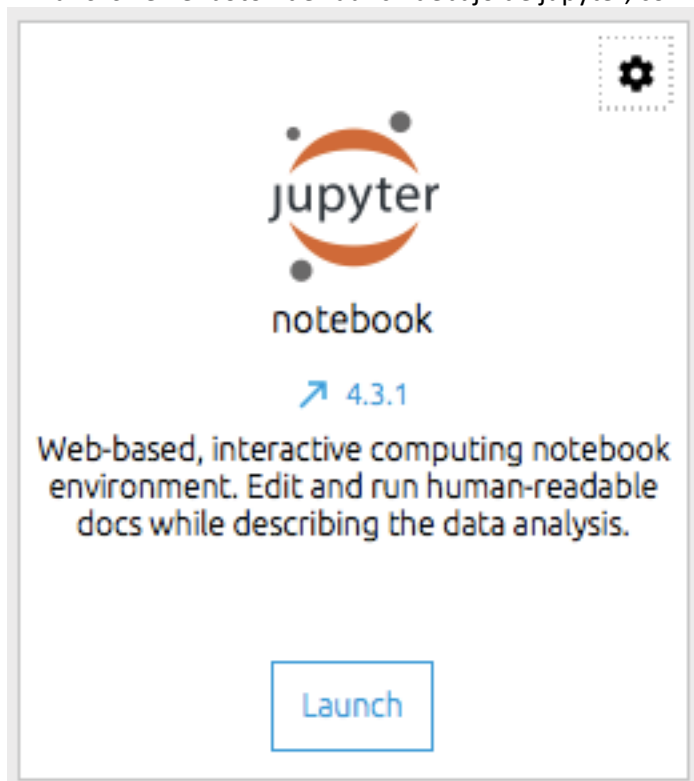 jupyter
notebook
4.3.1
Web-based, interactive computing notebook
environment. Edit and run human-readable
docs while describing the data analysis.
Launch